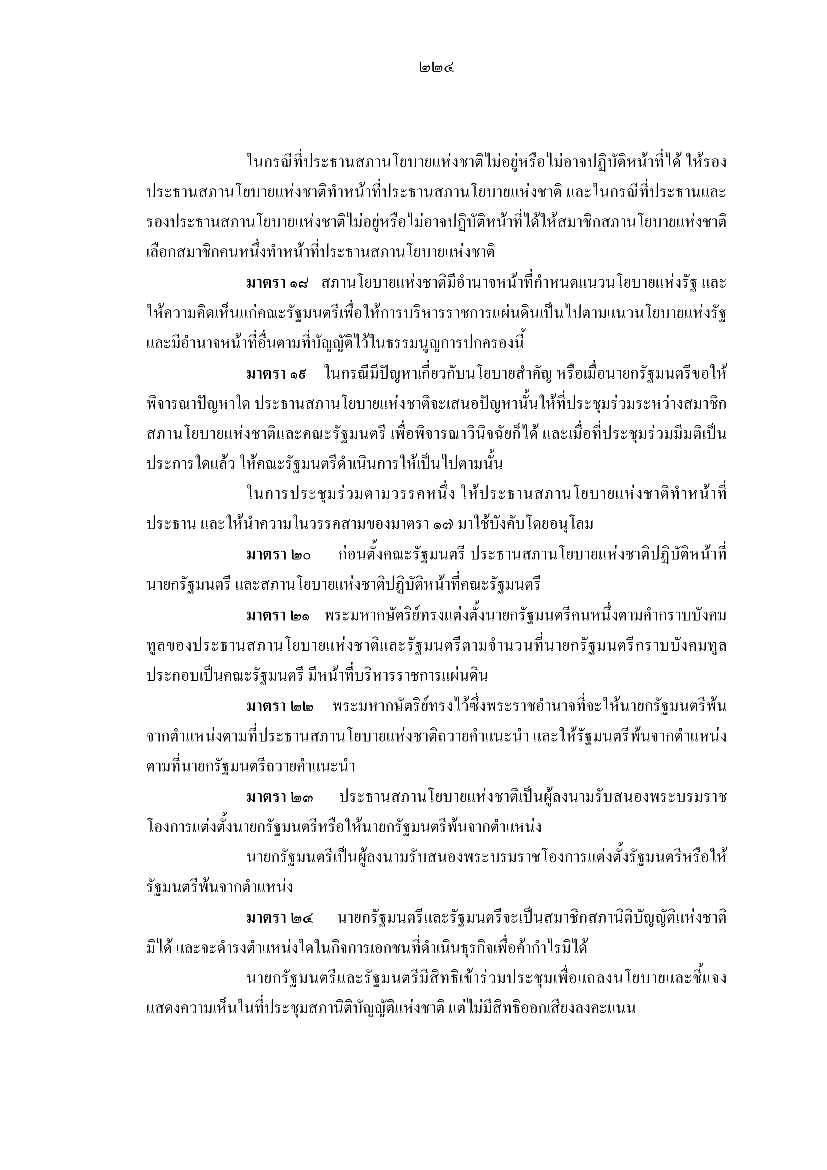 ๒๒๔
ในกรณีที่ประธานสภานโยบายแห่งชาติไม่อยู่หรือไม่อาจปฏิบัติหน้าที่ได้ ให้รอง
ประธานสภานโยบายแห่งชาติทำหน้าที่ประธานสภานโยบายแห่งชาติ และในกรณีที่ประธานและ
รองประธานสภานโยบายแห่งชาติไม่อยู่หรือไม่อาจปฏิบัติหน้าที่ได้ให้สมาชิกสภานโยบายแห่งชาติ
เลือกสมาชิกคนหนึ่งทำหน้าที่ประธานสภานโยบายแห่งชาติ
มาตรา ๑๘ สภานโยบายแห่งชาติมีอำนาจหน้าที่กำหนดแนวนโยบายแห่งรัฐ และ
ให้ความคิดเห็นแก่คณะรัฐมนตรีเพื่อให้การบริหารราชการแผ่นดินเป็นไปตามแนวนโยบายแห่งรัฐ
และมีอำนาจหน้าที่อื่นตามที่บัญญัติไว้ในธรรมนูญการปกครองนี้
มาตรา ๑๙ ในกรณีมีปัญหาเกี่ยวกับนโยบายสำคัญ หรือเมื่อนายกรัฐมนตรีขอให้
พิจารณาปัญหาใด ประธานสภานโยบายแห่งชาติจะเสนอปัญหานั้นให้ที่ประชุมร่วมระหว่างสมาชิก
สภานโยบายแห่งชาติและคณะรัฐมนตรี เพื่อพิจารณาวินิจฉัยก็ได้ และเมื่อที่ประชุมร่วมมีมติเป็น
ประการใดแล้ว ให้คณะรัฐมนตรีดำเนินการให้เป็นไปตามนั้น
ในการประชุมร่วมตามวรรคหนึ่ง ให้ประธานสภานโยบายแห่งชาติทำหน้าที่
ประธาน และให้นำความในวรรคสามของมาตรา ๑๗ มาใช้บังคับโดยอนุโลม
มาตรา ๒๐ ก่อนตั้งคณะรัฐมนตรี ประธานสภานโยบายแห่งชาติปฏิบัติหน้าที่
นายกรัฐมนตรี และสภานโยบายแห่งชาติปฏิบัติหน้าที่คณะรัฐมนตรี
มาตรา ๒๑ พระมหากษัตริย์ทรงแต่งตั้งนายกรัฐมนตรีคนหนึ่งตามคำกราบบังคม
ทูลของประธานสภานโยบายแห่งชาติและรัฐมนตรีตามจำนวนที่นายกรัฐมนตรีกราบบังคมทูล
ประกอบเป็นคณะรัฐมนตรี มีหน้าที่บริหารราชการแผ่นดิน
มาตรา ๒๒ พระมหากษัตริย์ทรงไว้ซึ่งพระราชอำนาจที่จะให้นายกรัฐมนตรีพ้น
จากตำแหน่งตามที่ประธานสภานโยบายแห่งชาติถวายคำแนะนำ และให้รัฐมนตรีพ้นจากตำแหน่ง
ตามที่นายกรัฐมนตรีถวายคำแนะนำ
มาตรา ๒๓ ประธานสภานโยบายแห่งชาติเป็นผู้ลงนามรับสนองพระบรมราช
โองการแต่งตั้งนายกรัฐมนตรีหรือให้นายกรัฐมนตรีพ้นจากตำแหน่ง
นายกรัฐมนตรีเป็นผู้ลงนามรับสนองพระบรมราชโองการแต่งตั้งรัฐมนตรีหรือให้
รัฐมนตรีพ้นจากตำแหน่ง
มาตรา ๒๔ นายกรัฐมนตรีและรัฐมนตรีจะเป็นสมาชิกสภานิติบัญญัติแห่งชาติ
มิได้ และจะดำรงตำแหน่งใดในกิจการเอกชนที่ดำเนินธุรกิจเพื่อค้ากำไรมิได้
นายกรัฐมนตรีและรัฐมนตรีมีสิทธิเข้าร่วมประชุมเพื่อแถลงนโยบายและชี้แจง
แสดงความเห็นในที่ประชุมสภานิติบัญญัติแห่งชาติ แต่ไม่มีสิทธิออกเสียงลงคะแนน